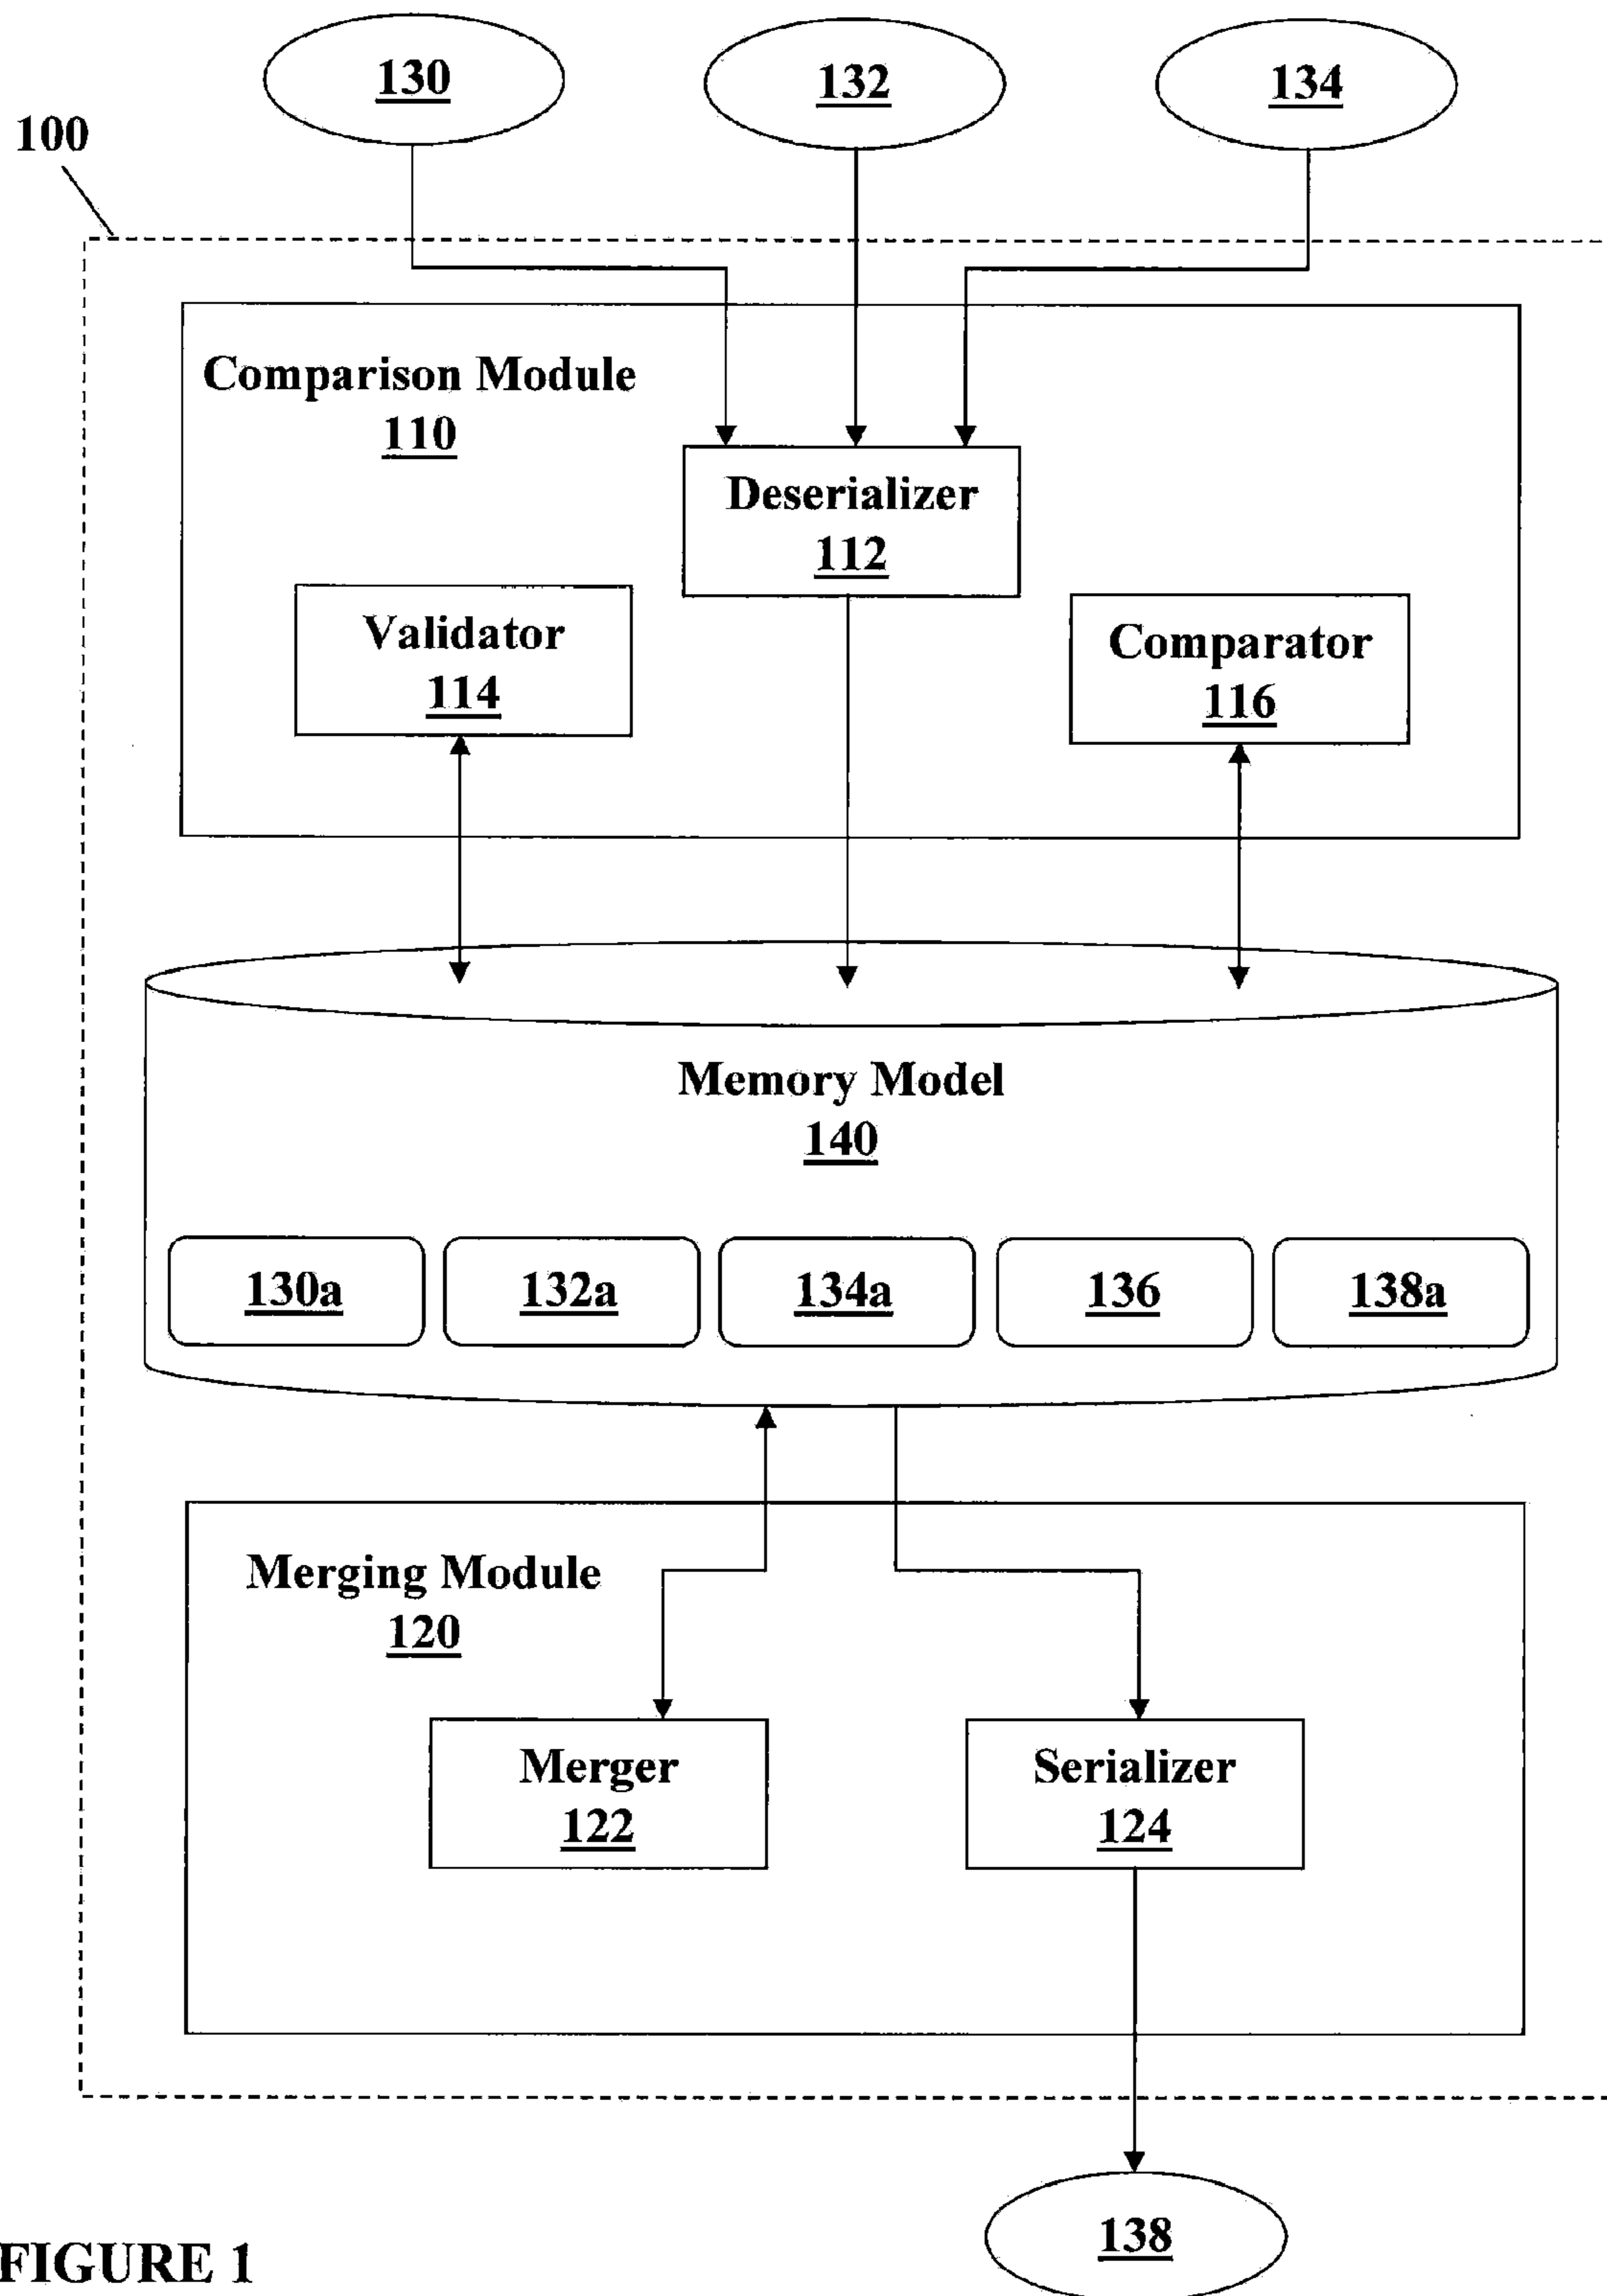 130
132
134
100
Comparison Module
110
Deserializer
112
Validator
114
Comparator
116
Memory Model
140
130a
132a
134a
136
138a
Merging Module
120
Merger
122
Serializer
124
138
FIGURE 1